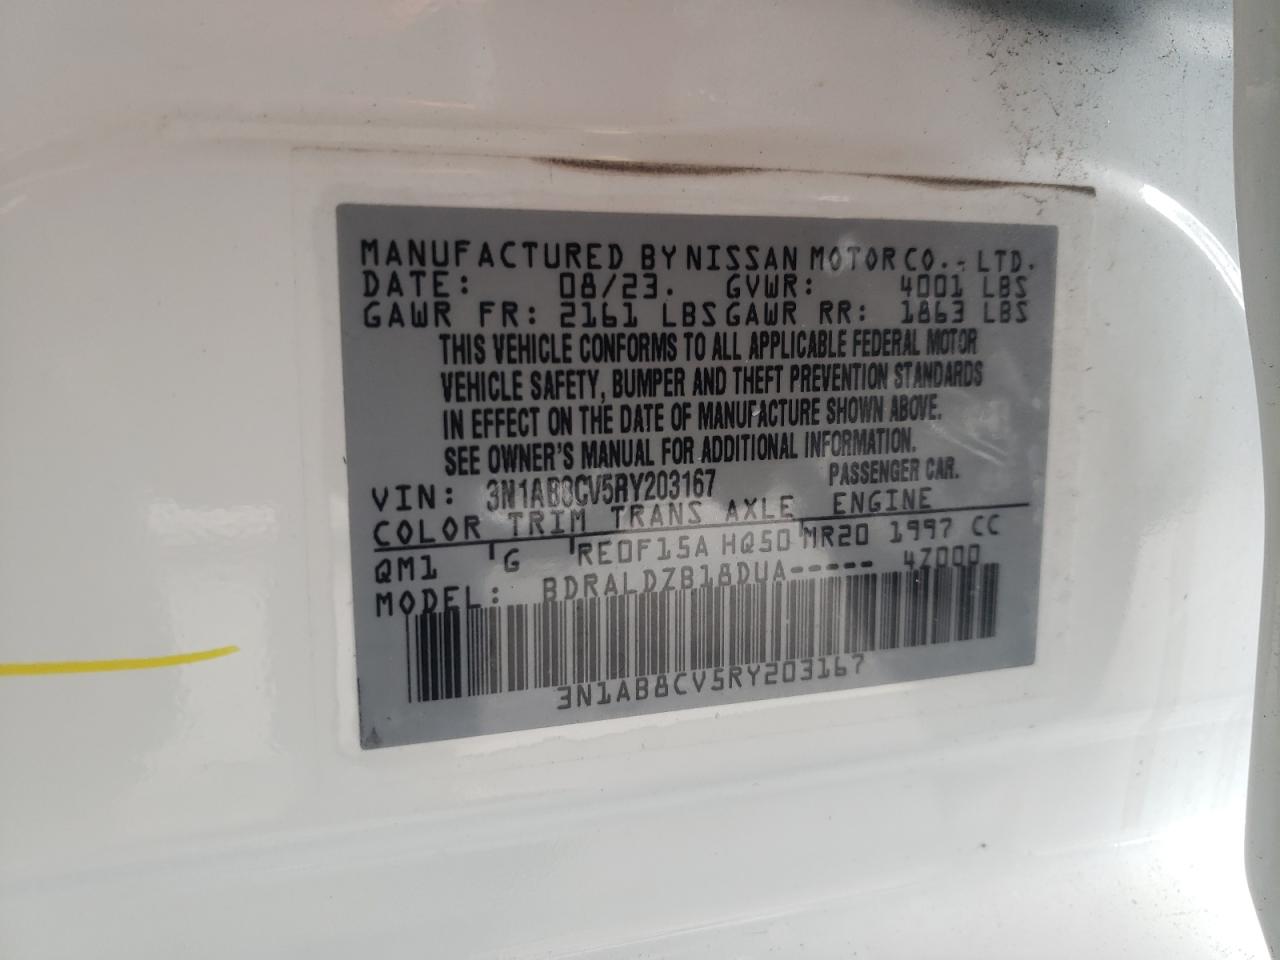 MANUFACTURED BY NISSAN MOTOR CO., LTD.
DATE: 08/23. GVWR: 4001 LBS
GAWR FR: 2161 LBS GAWR RR: 1863 LBS
THIS VEHICLE CONFORMS TO ALL APPLICABLE FEDERAL MOTOR
VEHICLE SAFETY, BUMPER AND THEFT PREVENTION STANDARDS
IN EFFECT ON THE DATE OF MANUFACTURE SHOWN ABOVE.
SEE OWNER'S MANUAL FOR ADDITIONAL INFORMATION.
VIN: 3N1AB8CV5RY203167 PASSENGER CAR.
COLOR TRIM TRANS AXLE ENGINE
QM1 G RE0F15A HQ50 MR20 1997 CC
MODEL: BDRALDZB18DUA----- 4Z000
3N1AB8CV5RY203167